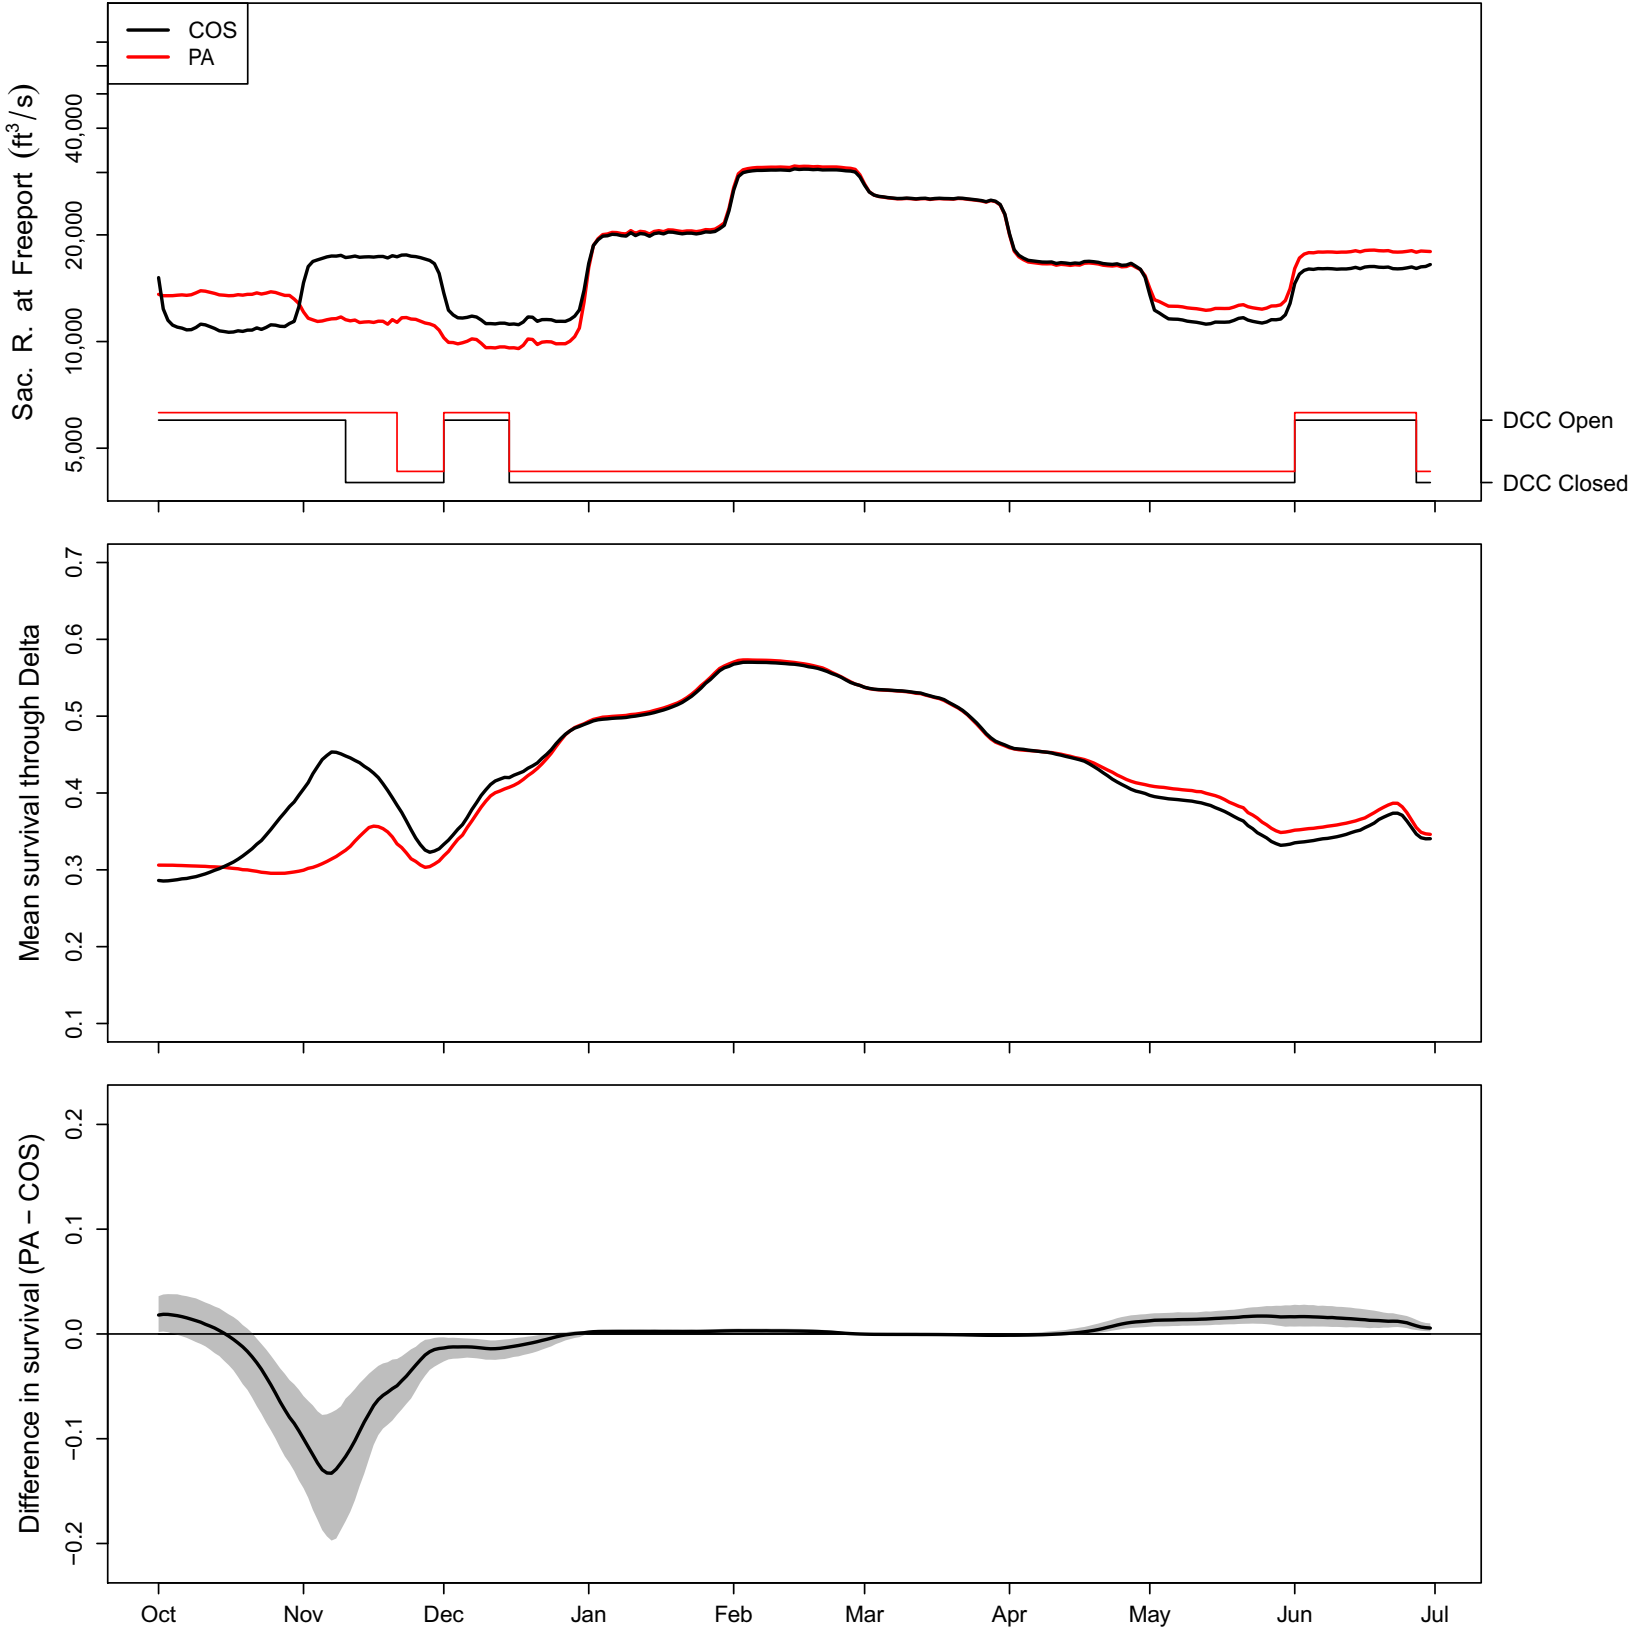 COS
PA
Sac. R. at Freeport (ft³/s)
40,000
20,000
10,000
5,000
DCC Open
DCC Closed
Mean survival through Delta
0.7
0.6
0.5
0.4
0.3
0.2
0.1
Difference in survival (PA − COS)
0.2
0.1
0.0
−0.1
−0.2
Oct Nov Dec Jan Feb Mar Apr May Jun Jul